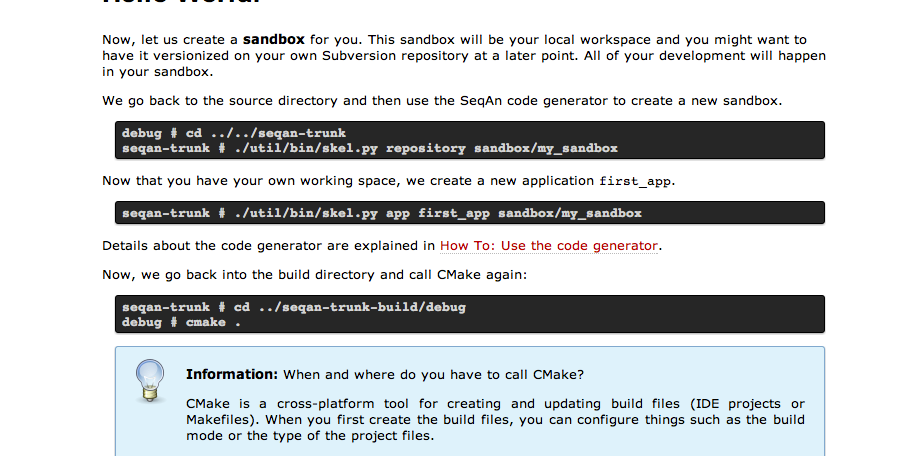 Hello World!
Now, let us create a sandbox for you. This sandbox will be your local workspace and you might want to
have it versionized on your own Subversion repository at a later point. All of your development will happen
in your sandbox.
We go back to the source directory and then use the SeqAn code generator to create a new sandbox.
debug # cd ../../seqan-trunk
seqan-trunk # ./util/bin/skel.py repository sandbox/my_sandbox
Now that you have your own working space, we create a new application first_app.
seqan-trunk # ./util/bin/skel.py app first_app sandbox/my_sandbox
Details about the code generator are explained in How To: Use the code generator.
Now, we go back into the build directory and call CMake again:
seqan-trunk # cd ../seqan-trunk-build/debug
debug # cmake .
Information: When and where do you have to call CMake?
CMake is a cross-platform tool for creating and updating build files (IDE projects or
Makefiles). When you first create the build files, you can configure things such as the build
mode or the type of the project files.